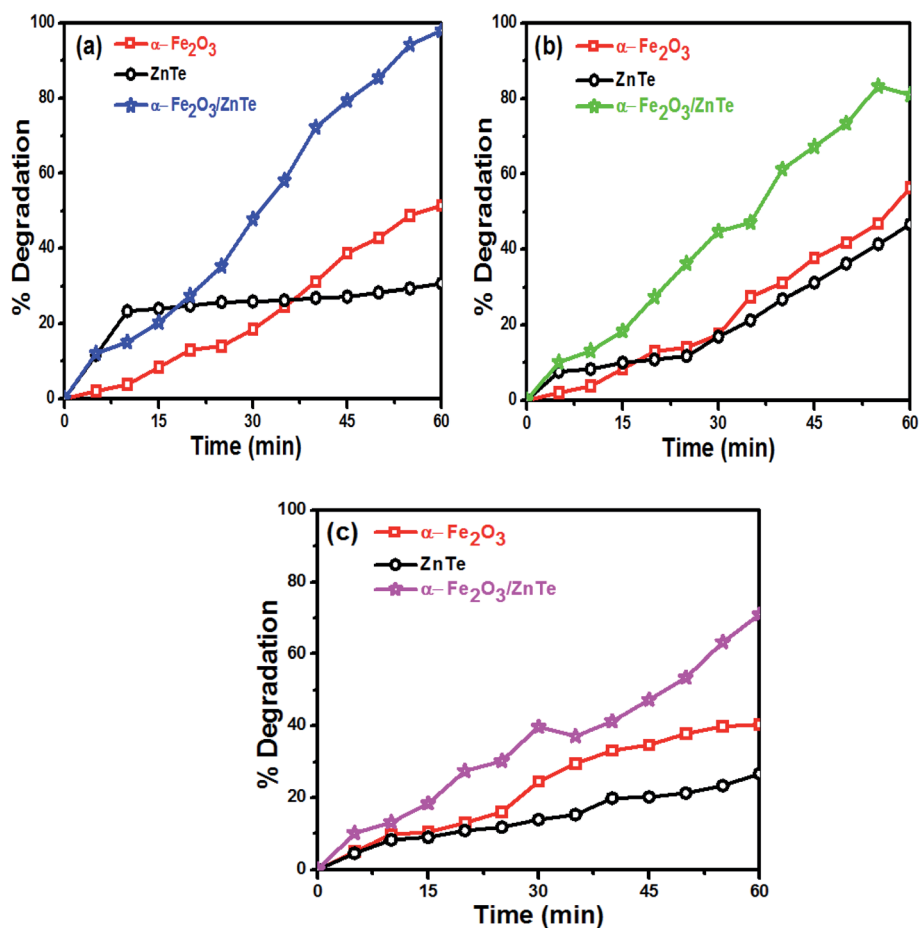 (a)
α–Fe₂O₃
ZnTe
α–Fe₂O₃/ZnTe
% Degradation
100
80
60
40
20
0
0 15 30 45 60
Time (min)
(b)
α–Fe₂O₃
ZnTe
α–Fe₂O₃/ZnTe
% Degradation
100
80
60
40
20
0
0 15 30 45 60
Time (min)
(c)
α–Fe₂O₃
ZnTe
α–Fe₂O₃/ZnTe
% Degradation
100
80
60
40
20
0
0 15 30 45 60
Time (min)